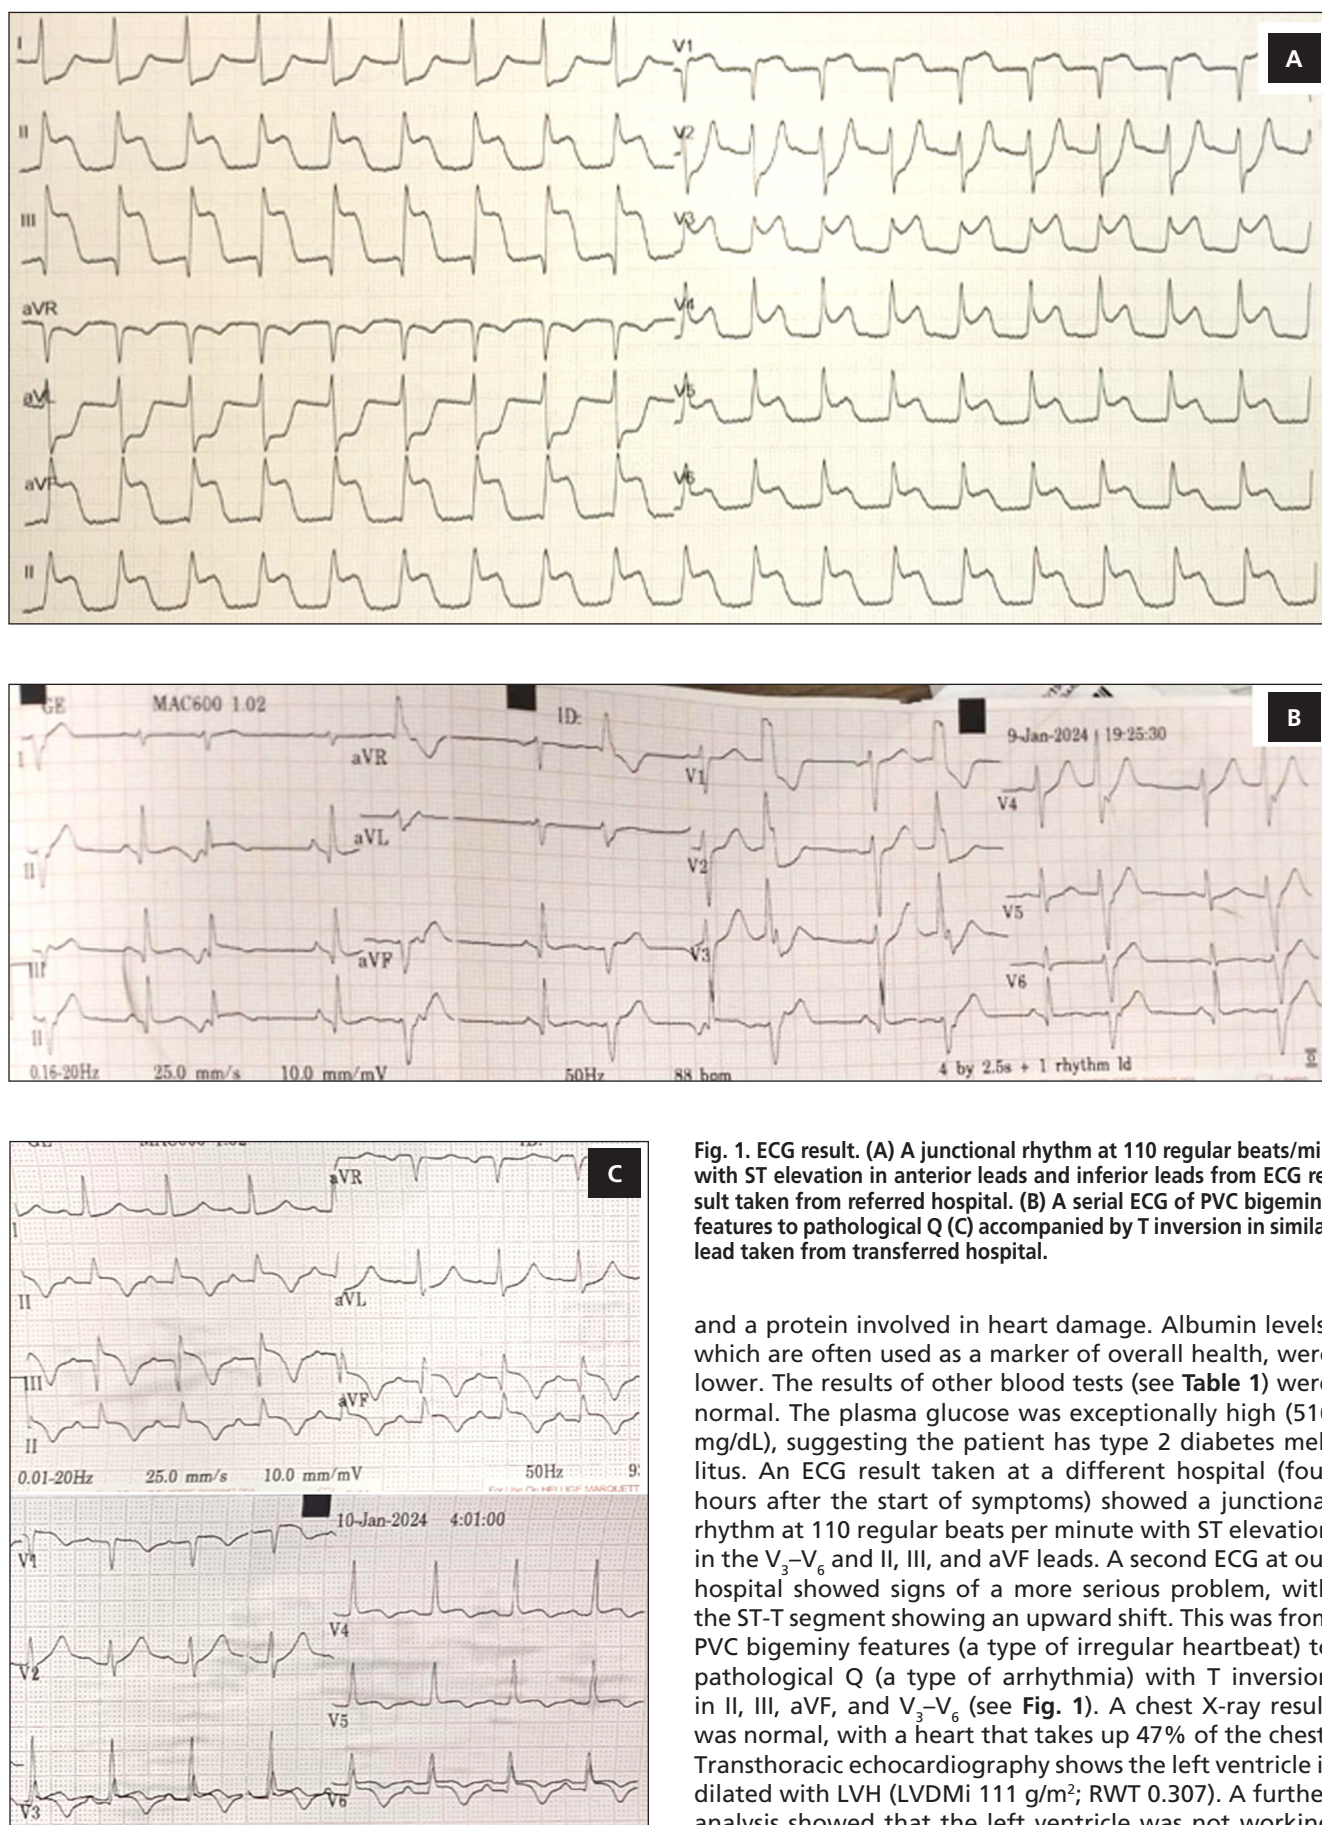 I
V1
A
II
V2
III
V3
aVR
V4
aVL
V5
aVF
V6
II
GE
MAC600 1.02
ID:
B
9-Jan-2024 19:25:30
I
aVR
V1
V4
II
aVL
V2
V5
III
aVF
V3
V6
II
0.16-20Hz 25.0 mm/s 10.0 mm/mV 50Hz 88 bpm 4 by 2.5s + 1 rhythm ld
C
aVR
I
II
aVL
III
aVF
II
0.01-20Hz 25.0 mm/s 10.0 mm/mV 50Hz
10-Jan-2024 4:01:00
V1
V4
V2
V5
V3
V6
Fig. 1. ECG result. (A) A junctional rhythm at 110 regular beats/mi
with ST elevation in anterior leads and inferior leads from ECG re
sult taken from referred hospital. (B) A serial ECG of PVC bigemin
features to pathological Q (C) accompanied by T inversion in simila
lead taken from transferred hospital.
and a protein involved in heart damage. Albumin levels
which are often used as a marker of overall health, were
lower. The results of other blood tests (see Table 1) were
normal. The plasma glucose was exceptionally high (510
mg/dL), suggesting the patient has type 2 diabetes mel
litus. An ECG result taken at a different hospital (fou
hours after the start of symptoms) showed a junctiona
rhythm at 110 regular beats per minute with ST elevation
in the V3–V6 and II, III, and aVF leads. A second ECG at ou
hospital showed signs of a more serious problem, with
the ST-T segment showing an upward shift. This was from
PVC bigeminy features (a type of irregular heartbeat) to
pathological Q (a type of arrhythmia) with T inversion
in II, III, aVF, and V3–V6 (see Fig. 1). A chest X-ray resul
was normal, with a heart that takes up 47% of the chest
Transthoracic echocardiography shows the left ventricle i
dilated with LVH (LVDMi 111 g/m²; RWT 0.307). A furthe
analysis showed that the left ventricle was not working